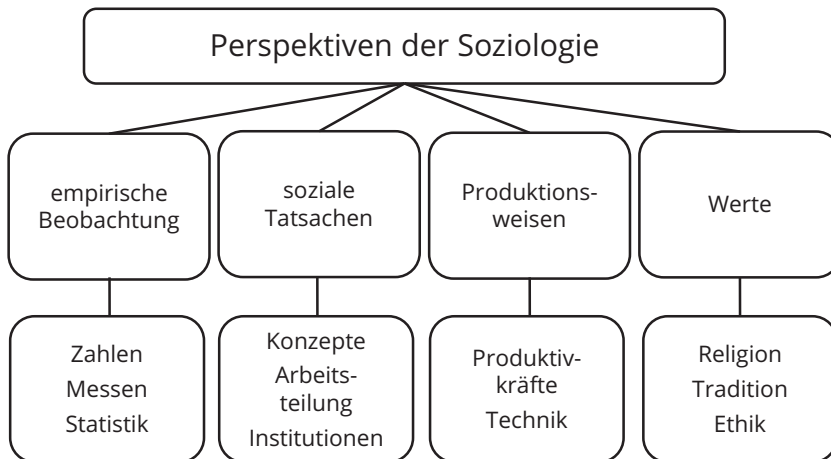 Perspektiven der Soziologie
empirische
Beobachtung
soziale
Tatsachen
Produktions-
weisen
Werte
Zahlen
Messen
Statistik
Konzepte
Arbeits-
teilung
Institutionen
Produktiv-
kräfte
Technik
Religion
Tradition
Ethik